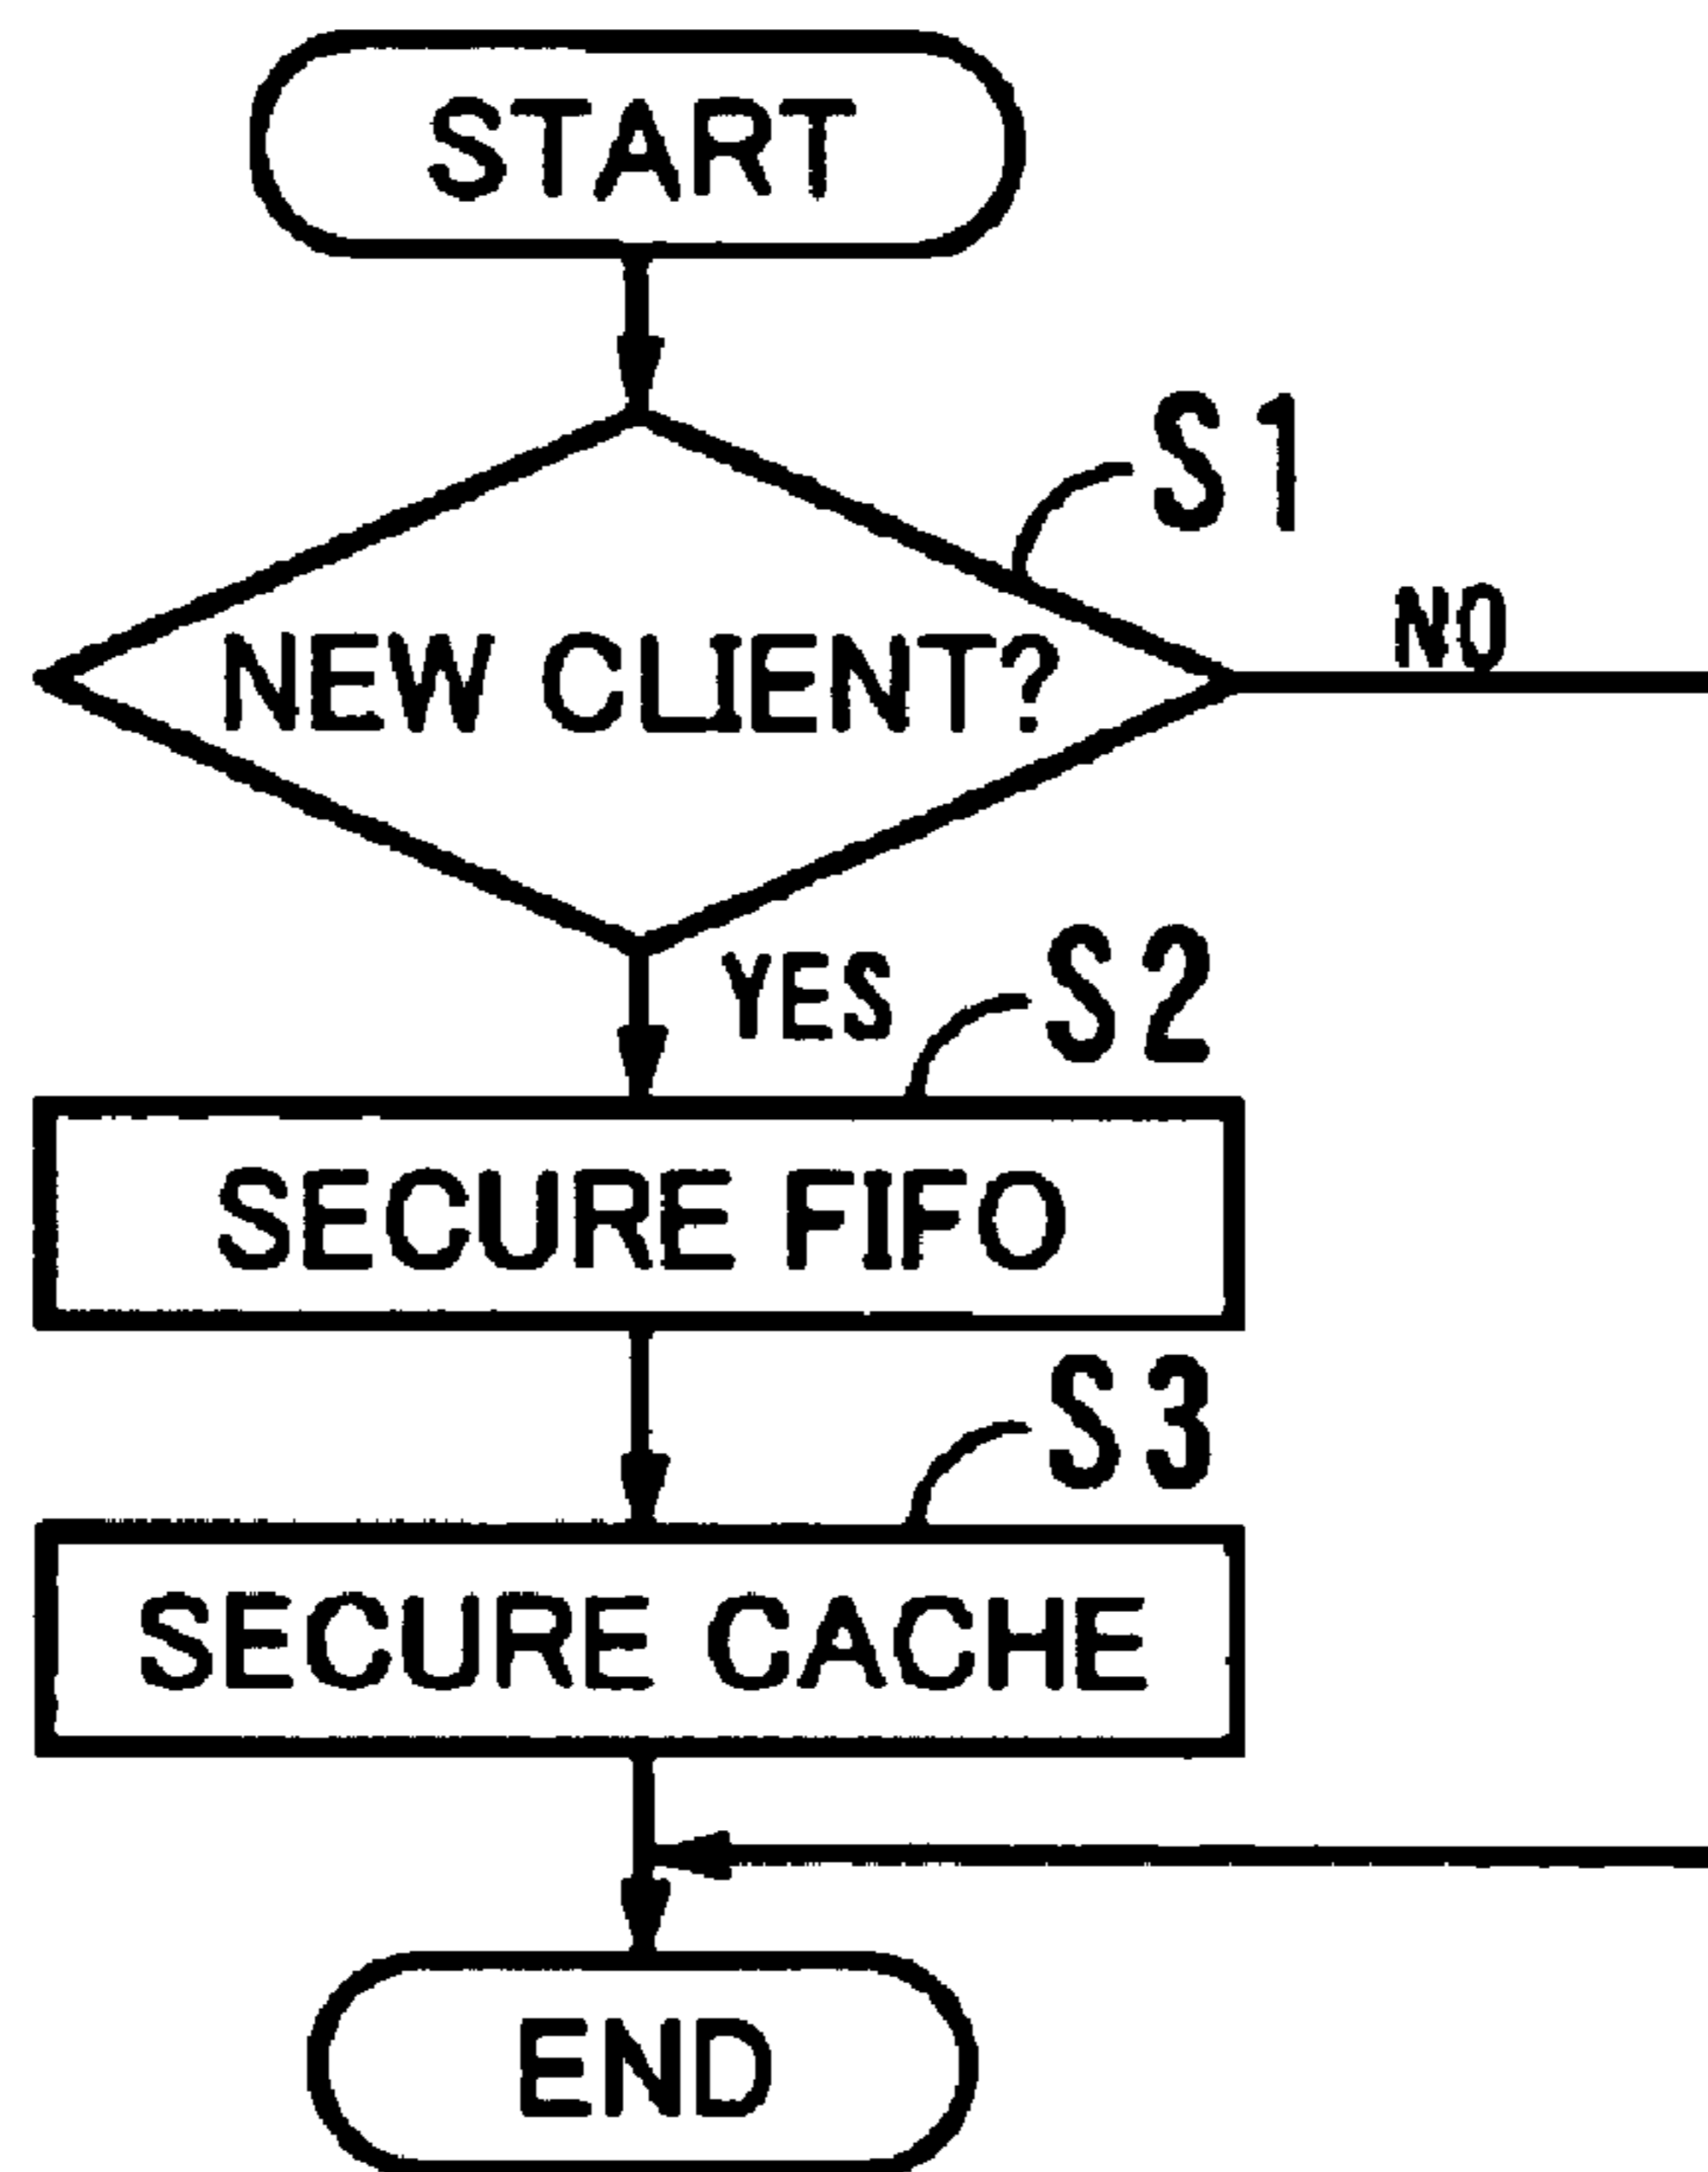 START
S1
NO
NEW CLIENT?
YES
S2
SECURE FIFO
S3
SECURE CACHE
END